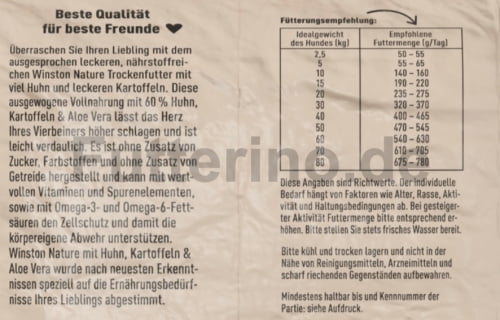 Beste Qualität
für beste Freunde
Überraschen Sie Ihren Liebling mit dem
ausgesprochen leckeren, nährstoffrei-
chen Winston Nature Trockenfutter mit
viel Huhn und leckeren Kartoffeln. Diese
ausgewogene Vollnahrung mit 60 % Huhn,
Kartoffeln & Aloe Vera lässt das Herz
Ihres Vierbeiners höher schlagen und ist
leicht verdaulich. Es ist ohne Zusatz von
Zucker, Farbstoffen und ohne Zusatz von
Getreide hergestellt und kann mit wert-
vollen Vitaminen und Spurenelementen,
sowie mit Omega-3- und Omega-6-Fett-
säuren den Zellschutz und damit die
körpereigene Abwehr unterstützen.
Winston Nature mit Huhn, Kartoffeln &
Aloe Vera wurde nach neuesten Erkennt-
nissen speziell auf die Ernährungsbedürf-
nisse Ihres Lieblings abgestimmt.
Fütterungsempfehlung:
Idealgewicht des Hundes (kg) Empfohlene Futtermenge (g/Tag)
2,5 50 – 55
5 55 – 65
10 140 – 160
15 190 – 220
20 235 – 275
30 320 – 370
40 400 – 465
50 470 – 545
60 540 – 630
70 610 – 705
80 675 – 780
Diese Angaben sind Richtwerte. Der individuelle
Bedarf hängt von Faktoren wie Alter, Rasse, Akti-
vität und Haltungsbedingungen ab. Bei gesteiger-
ter Aktivität Futtermenge bitte entsprechend er-
höhen. Bitte stellen Sie stets frisches Wasser bereit.
Bitte kühl und trocken lagern und nicht in der
Nähe von Reinigungsmitteln, Arzneimitteln und
scharf riechenden Gegenständen aufbewahren.
Mindestens haltbar bis und Kennnummer der
Partie: siehe Aufdruck.